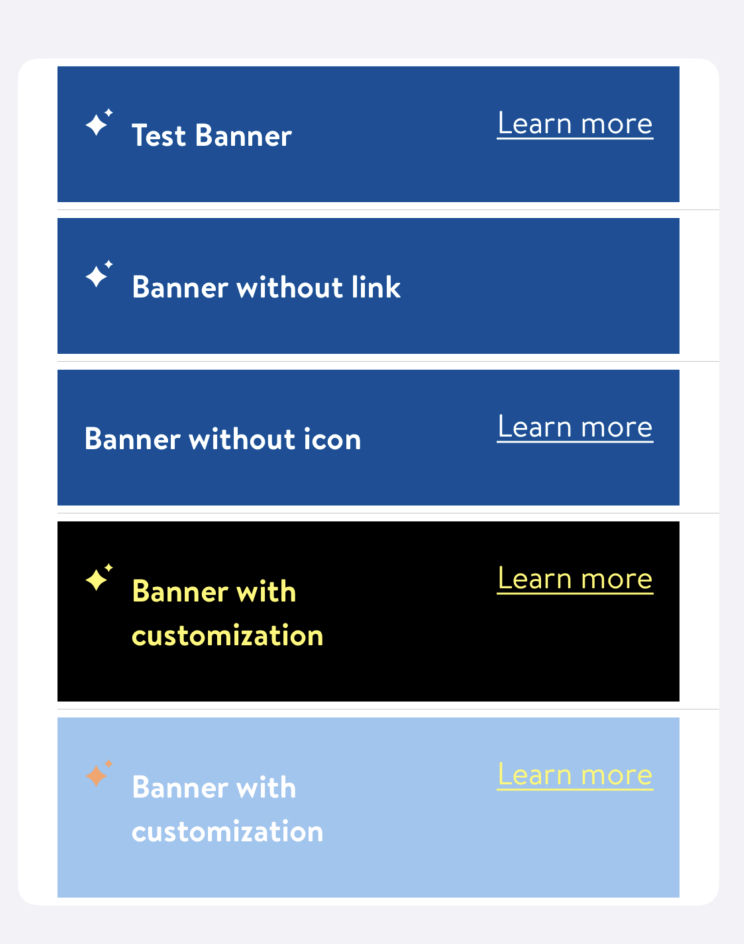 Test Banner
Learn more
Banner without link
Banner without icon
Learn more
Banner with
customization
Learn more
Banner with
customization
Learn more